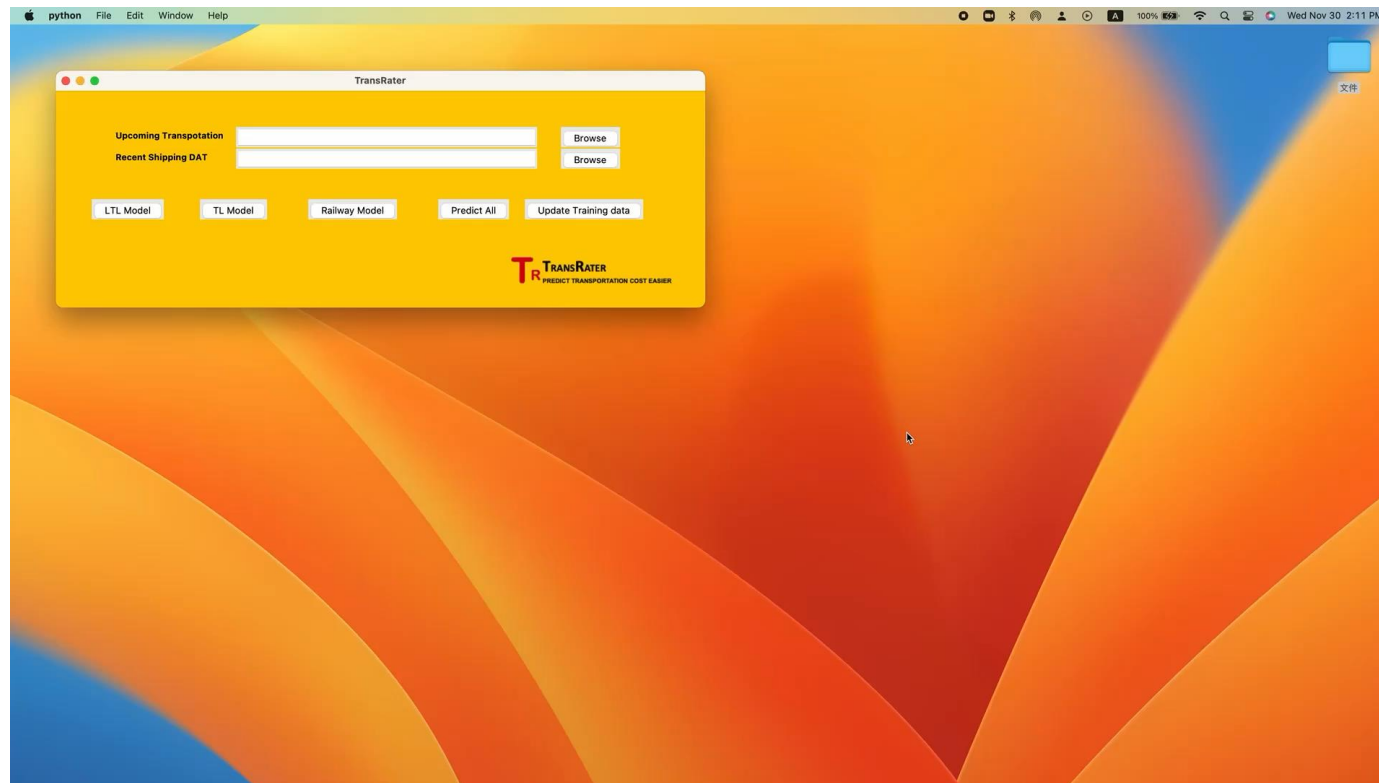 python File Edit Window Help
A 100% Wed Nov 30 2:11 PM
文件
TransRater
Upcoming Transpotation
Browse
Recent Shipping DAT
Browse
LTL Model TL Model Railway Model Predict All Update Training data
TR TRANSRATER
PREDICT TRANSPORTATION COST EASIER